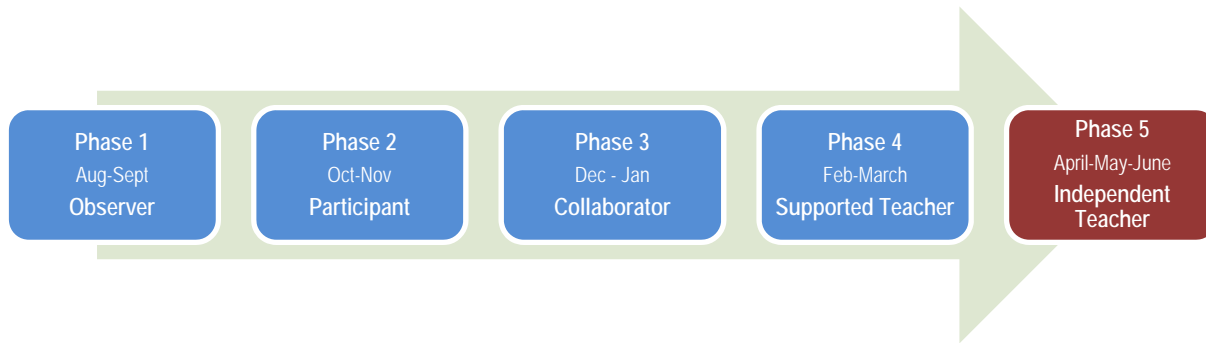 Phase 1
Aug-Sept
Observer
Phase 2
Oct-Nov
Participant
Phase 3
Dec - Jan
Collaborator
Phase 4
Feb-March
Supported Teacher
Phase 5
April-May-June
Independent
Teacher